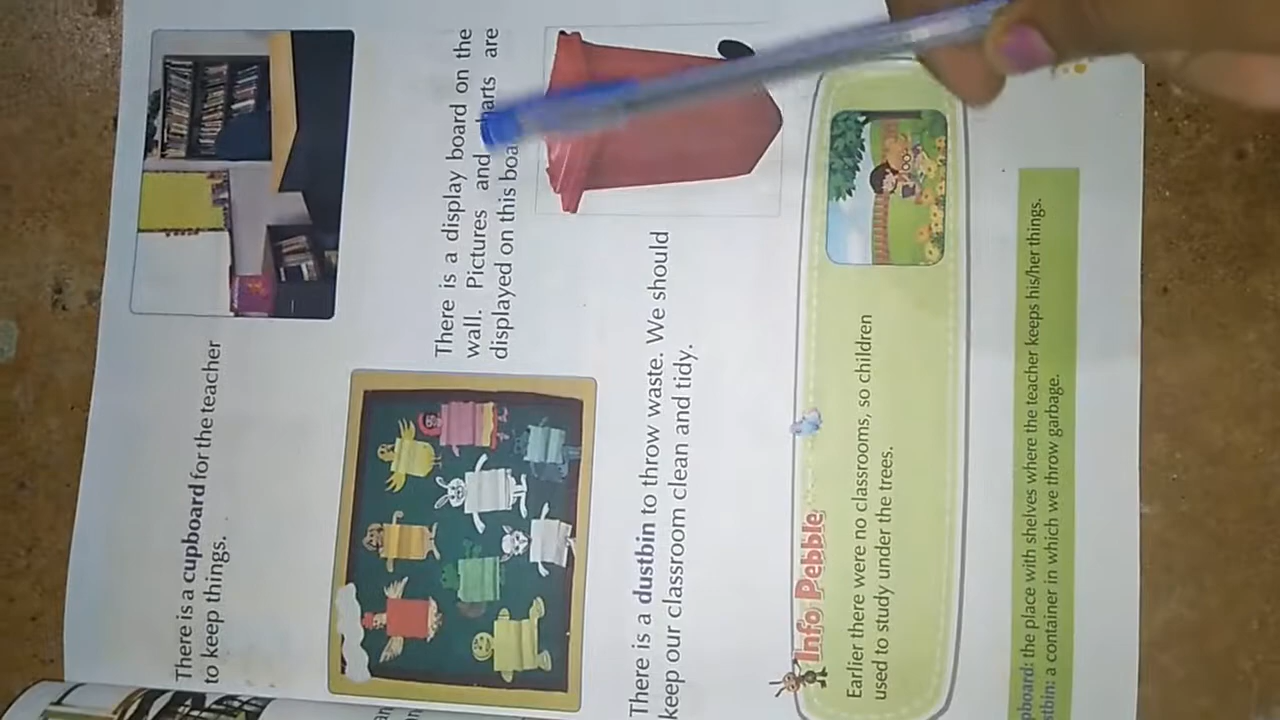 There is a cupboard for the teacher
to keep things.
There is a display board on the
wall. Pictures and charts are
displayed on this
There is a dustbin to throw waste. We should
keep our classroom clean and tidy.
Info Pebble
Earlier there were no classrooms, so children
used to study under the trees.
pboard: the place with shelves where the teacher keeps his/her things.
stbin: a container in which we throw garbage.